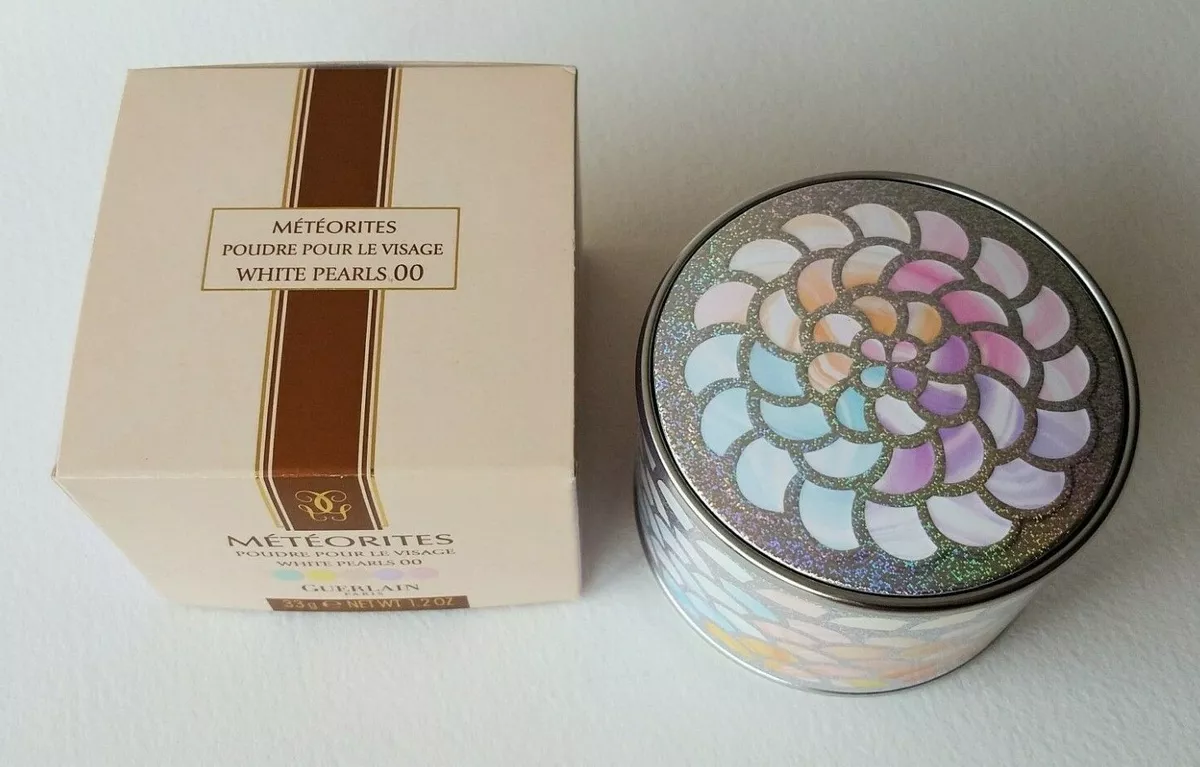 MÉTÉORITES
POUDRE POUR LE VISAGE
WHITE PEARLS 00
MÉTÉORITES
POUDRE POUR LE VISAGE
WHITE PEARLS 00
GUERLAIN
PARIS
33 g ℮ NET WT 1.2 OZ